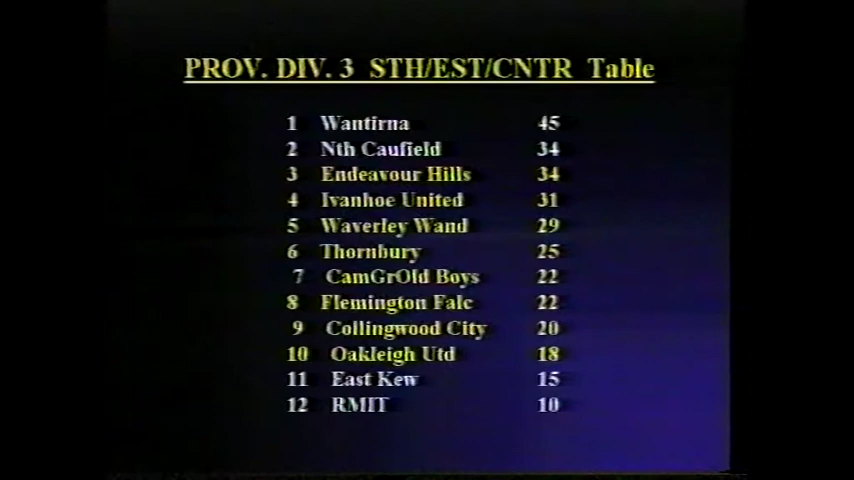 PROV. DIV. 3 STH/EST/CNTR Table
1 Wantirna 45
2 Nth Caufield 34
3 Endeavour Hills 34
4 Ivanhoe United 31
5 Waverley Wand 29
6 Thornbury 25
7 CamGrOld Boys 22
8 Flemington Falc 22
9 Collingwood City 20
10 Oakleigh Utd 18
11 East Kew 15
12 RMIT 10